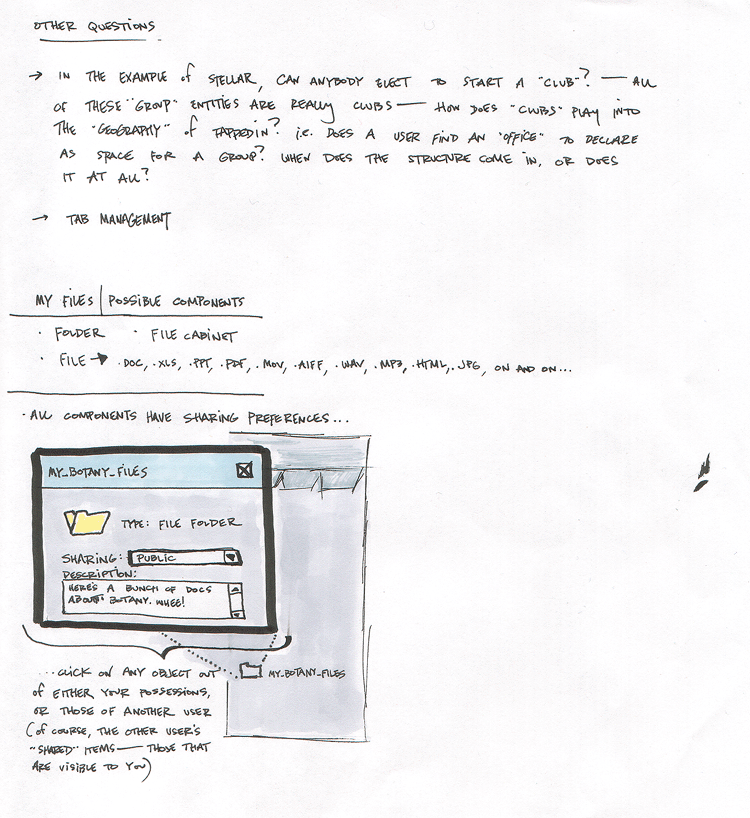 OTHER QUESTIONS
→ IN THE EXAMPLE of STELLAR, CAN ANYBODY ELECT TO START A "CLUB"? — ALL
OF THESE "GROUP" ENTITIES ARE REALLY CLUBS — HOW DOES "CLUBS" PLAY INTO
THE "GEOGRAPHY" of TAPPEDIN? i.e. DOES A USER FIND AN "OFFICE" TO DECLARE
AS SPACE FOR A GROUP? WHEN DOES THE STRUCTURE COME IN, OR DOES
IT AT ALL?
→ TAB MANAGEMENT
MY FILES | POSSIBLE COMPONENTS
· FOLDER · FILE CABINET
· FILE → .DOC, .XLS, .PPT, .PDF, .MOV, .AIFF, .WAV, .MP3, .HTML, .JPG, ON AND ON...
· ALL COMPONENTS HAVE SHARING PREFERENCES...
MY_BOTANY_FILES
TYPE: FILE FOLDER
SHARING: PUBLIC
DESCRIPTION:
HERE'S A BUNCH OF DOCS
ABOUT BOTANY. WHEE!
MY_BOTANY_FILES
...CLICK ON ANY OBJECT OUT
of EITHER YOUR POSSESSIONS,
OR THOSE OF ANOTHER USER
(of COURSE, THE OTHER USER'S
"SHARED" ITEMS — THOSE THAT
ARE VISIBLE TO YOU)